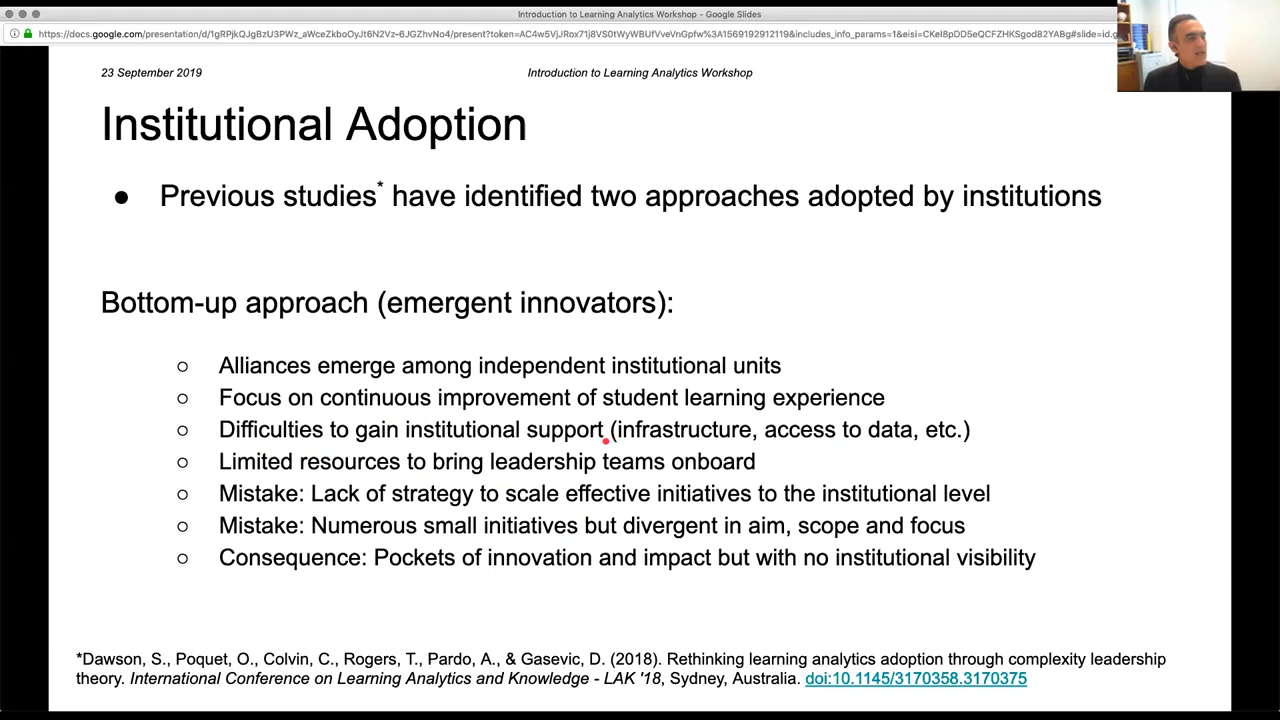 Introduction to Learning Analytics Workshop - Google Slides
23 September 2019
Introduction to Learning Analytics Workshop
Institutional Adoption
● Previous studies* have identified two approaches adopted by institutions
Bottom-up approach (emergent innovators):
○ Alliances emerge among independent institutional units
○ Focus on continuous improvement of student learning experience
○ Difficulties to gain institutional support (infrastructure, access to data, etc.)
○ Limited resources to bring leadership teams onboard
○ Mistake: Lack of strategy to scale effective initiatives to the institutional level
○ Mistake: Numerous small initiatives but divergent in aim, scope and focus
○ Consequence: Pockets of innovation and impact but with no institutional visibility
*Dawson, S., Poquet, O., Colvin, C., Rogers, T., Pardo, A., & Gasevic, D. (2018). Rethinking learning analytics adoption through complexity leadership
theory. International Conference on Learning Analytics and Knowledge - LAK '18, Sydney, Australia. doi:10.1145/3170358.3170375